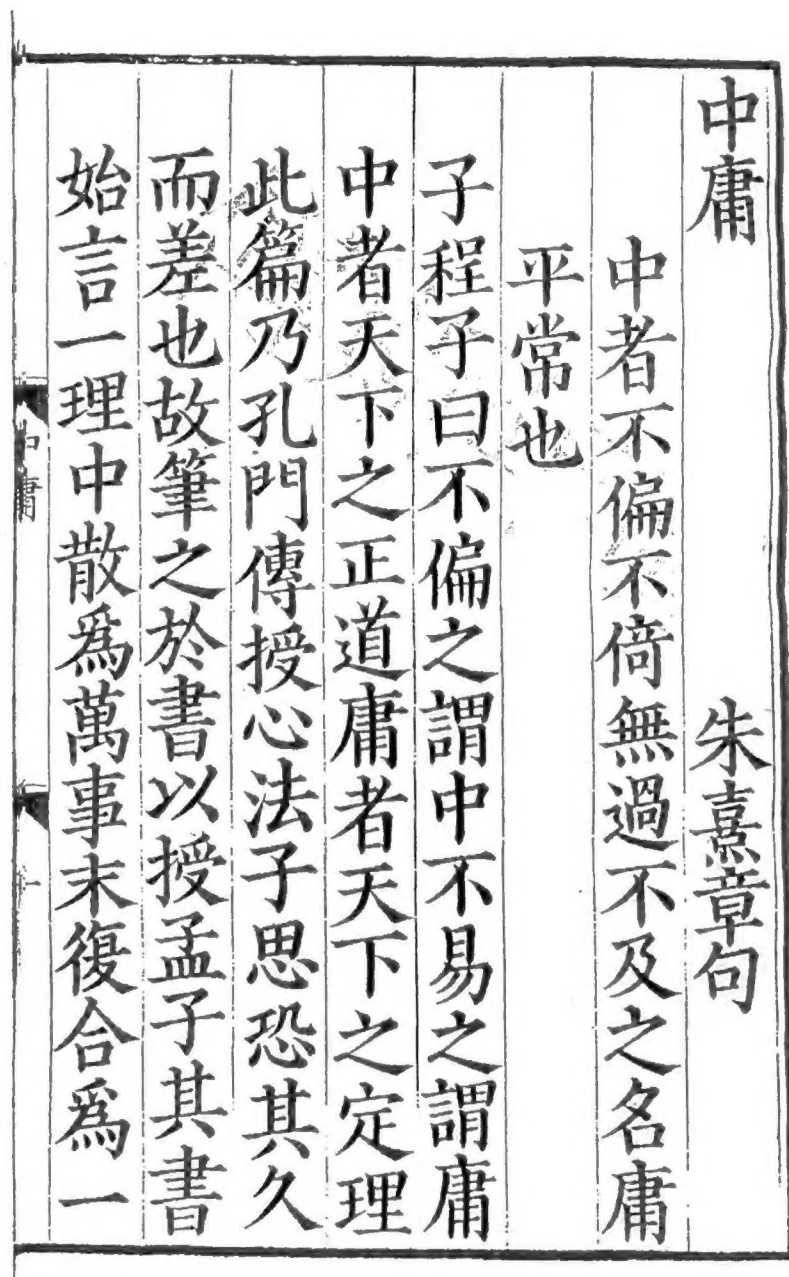 中庸 朱熹章句
中者不偏不倚無過不及之名庸
平常也
子程子曰不偏之謂中不易之謂庸
中者天下之正道庸者天下之定理
此篇乃孔門傳授心法子思恐其久
而差也故筆之於書以授孟子其書
始言一理中散爲萬事末復合爲一
中庸
一